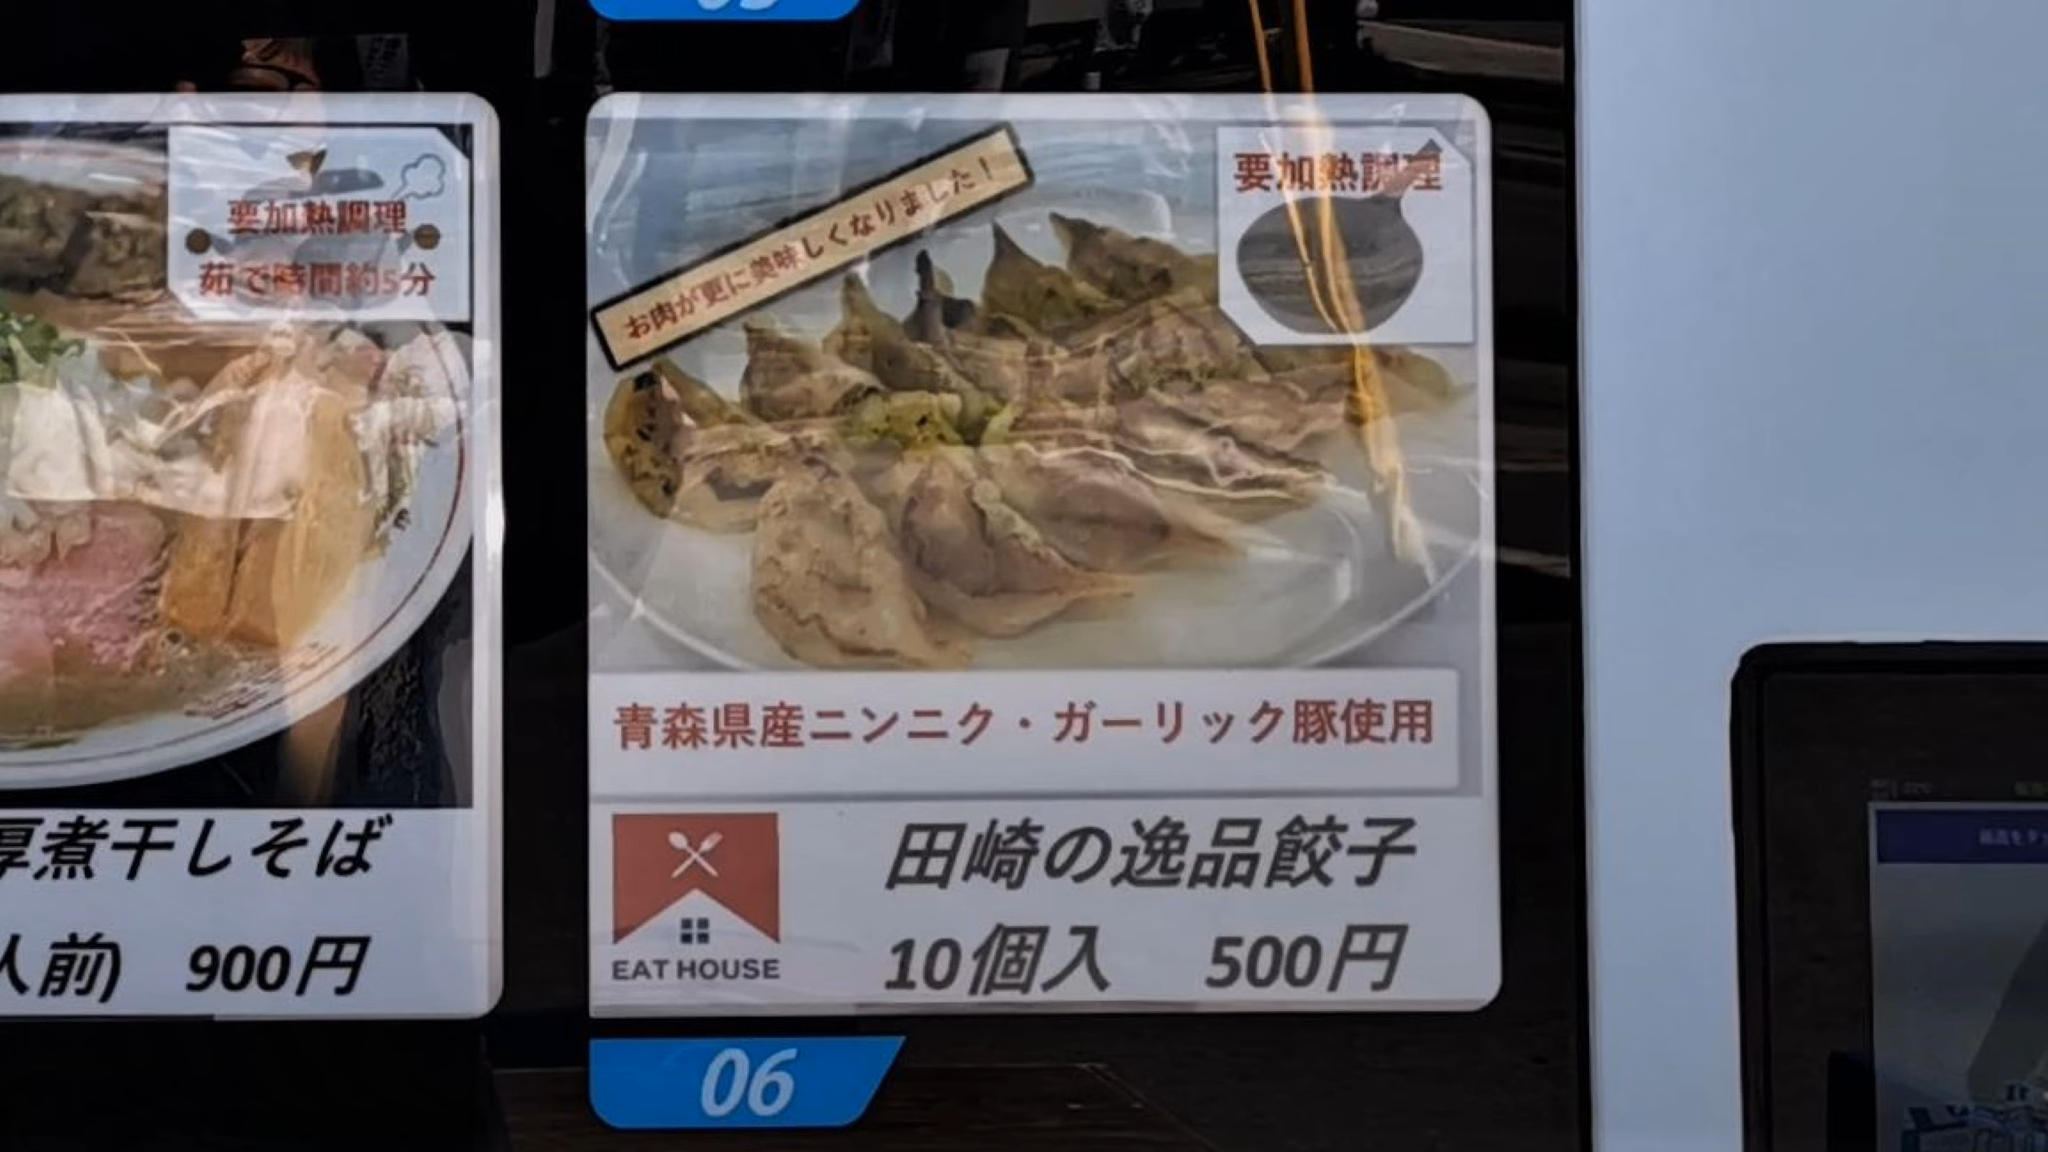 要加熱調理
茹で時間約5分
厚煮干しそば
人前) 900円
お肉が更に美味しくなりました！
要加熱調理
青森県産ニンニク・ガーリック豚使用
田崎の逸品餃子
10個入 500円
EAT HOUSE
06